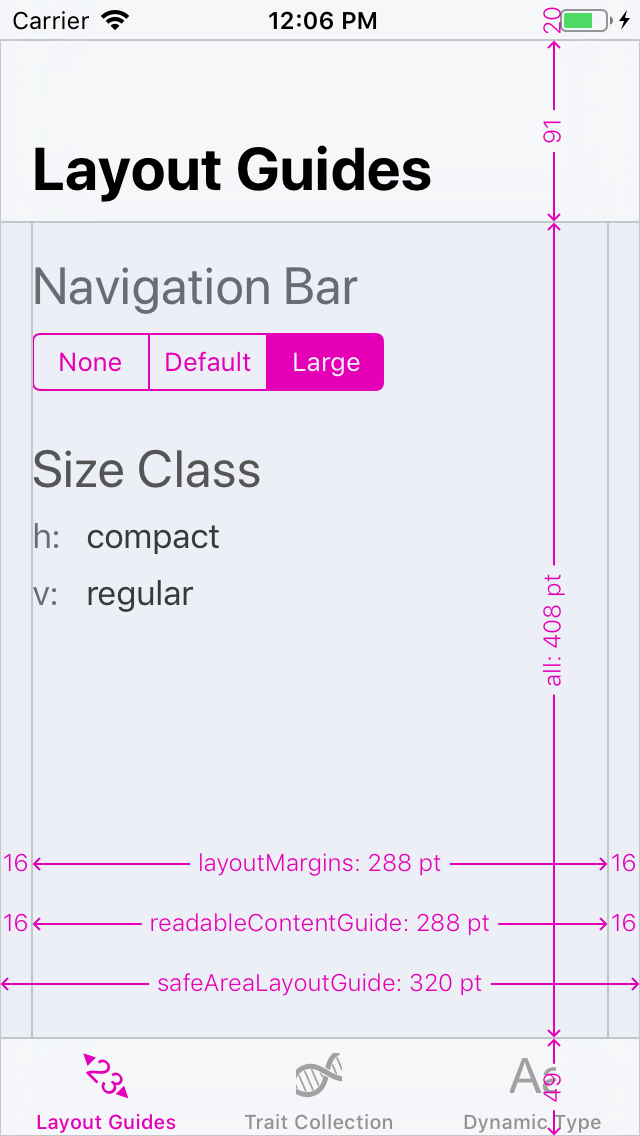 Carrier 12:06 PM 20
91
Layout Guides
Navigation Bar
None Default Large
Size Class
h: compact
v: regular
all: 408 pt
16 layoutMargins: 288 pt 16
16 readableContentGuide: 288 pt 16
safeAreaLayoutGuide: 320 pt
23 Aa 49
Layout Guides Trait Collection Dynamic Type